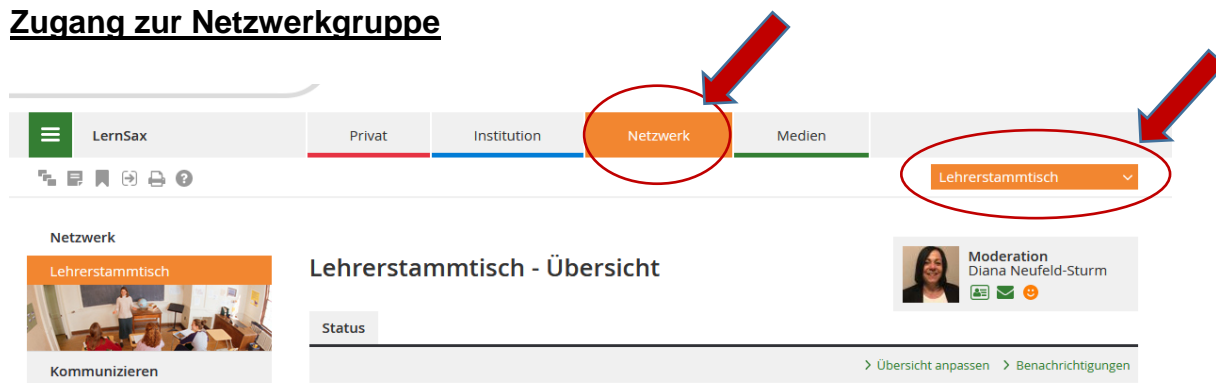 Zugang zur Netzwerkgruppe
LernSax
Privat
Institution
Netzwerk
Medien
Lehrerstammtisch
Netzwerk
Lehrerstammtisch
Lehrerstammtisch - Übersicht
Moderation
Diana Neufeld-Sturm
Status
Kommunizieren
Übersicht anpassen
Benachrichtigungen